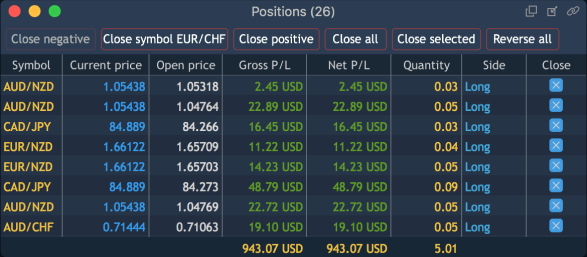 Positions (26)
Close negative Close symbol EUR/CHF Close positive Close all Close selected Reverse all
Symbol Current price Open price Gross P/L Net P/L Quantity Side Close
AUD/NZD 1.05438 1.05318 2.45 USD 2.45 USD 0.03 Long
AUD/NZD 1.05438 1.04764 22.89 USD 22.89 USD 0.05 Long
CAD/JPY 84.889 84.266 16.45 USD 16.45 USD 0.03 Long
EUR/NZD 1.66122 1.65709 11.22 USD 11.22 USD 0.04 Long
EUR/NZD 1.66122 1.65703 14.23 USD 14.23 USD 0.05 Long
CAD/JPY 84.889 84.273 48.79 USD 48.79 USD 0.09 Long
AUD/NZD 1.05438 1.04769 22.72 USD 22.72 USD 0.05 Long
AUD/CHF 0.71444 0.71063 19.10 USD 19.10 USD 0.05 Long
943.07 USD 943.07 USD 5.01